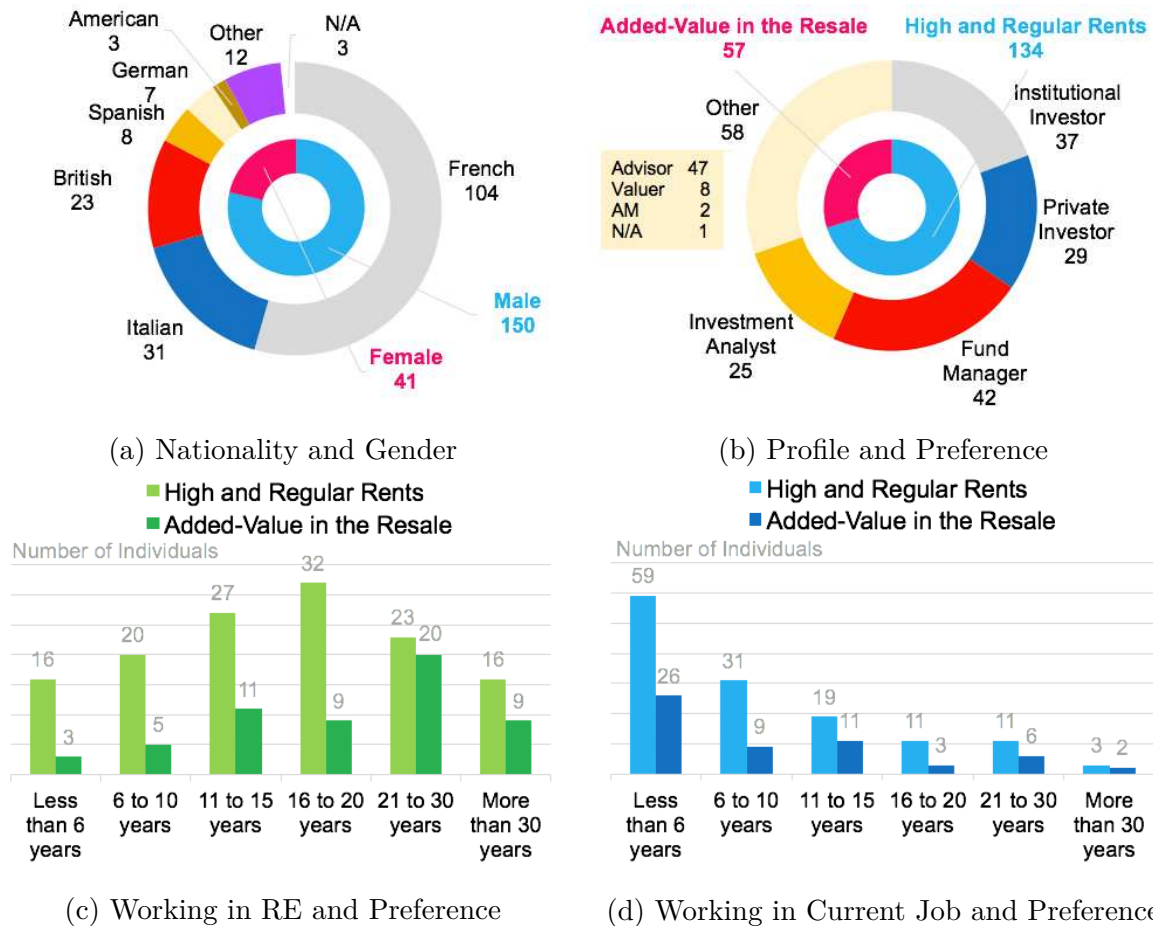 American
3
Other
12
N/A
3
German
7
Spanish
8
British
23
French
104
Italian
31
Male
150
Female
41
(a) Nationality and Gender
Added-Value in the Resale
57
High and Regular Rents
134
Other
58
Institutional
Investor
37
Advisor 47
Valuer 8
AM 2
N/A 1
Private
Investor
29
Investment
Analyst
25
Fund
Manager
42
(b) Profile and Preference
High and Regular Rents
Added-Value in the Resale
Number of Individuals
16 3 20 5 27 11 32 9 23 20 16 9
Less than 6 years
6 to 10 years
11 to 15 years
16 to 20 years
21 to 30 years
More than 30 years
(c) Working in RE and Preference
High and Regular Rents
Added-Value in the Resale
Number of Individuals
59 26 31 9 19 11 11 3 11 6 3 2
Less than 6 years
6 to 10 years
11 to 15 years
16 to 20 years
21 to 30 years
More than 30 years
(d) Working in Current Job and Preference